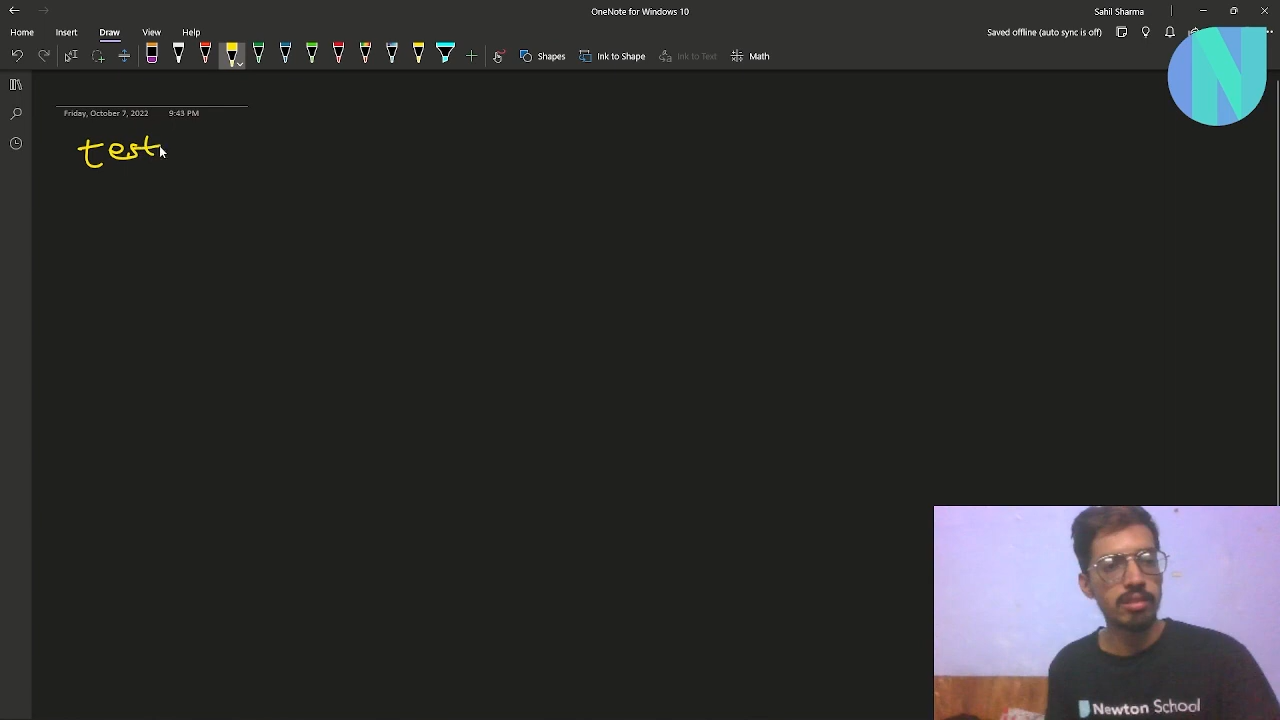 OneNote for Windows 10
Sahil Sharma
Home Insert Draw View Help
Saved offline (auto sync is off)
Shapes Ink to Shape Ink to Text Math
Friday, October 7, 2022 9:43 PM
test
Newton School